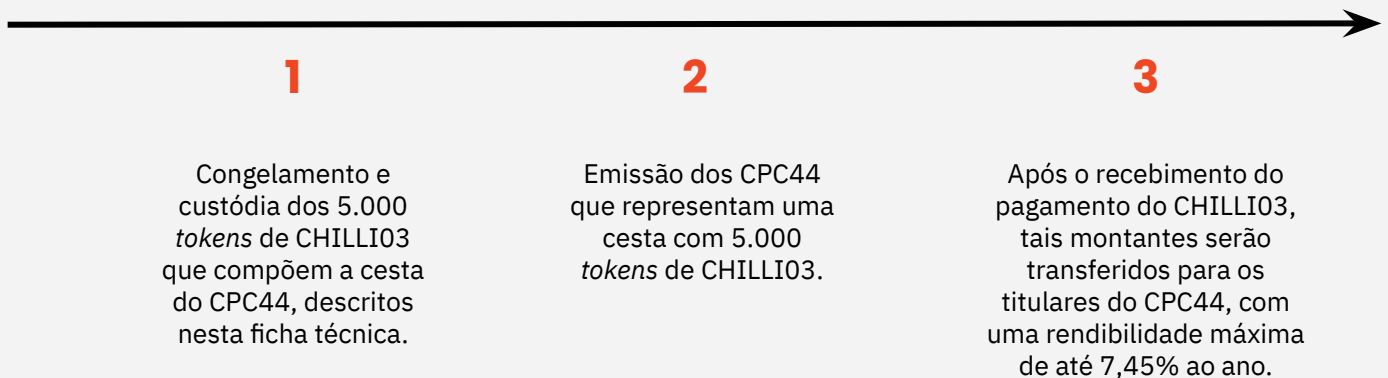 1
Congelamento e
custódia dos 5.000
tokens de CHILLI03
que compõem a cesta
do CPC44, descritos
nesta ficha técnica.
2
Emissão dos CPC44
que representam uma
cesta com 5.000
tokens de CHILLI03.
3
Após o recebimento do
pagamento do CHILLI03,
tais montantes serão
transferidos para os
titulares do CPC44, com
uma rendibilidade máxima
de até 7,45% ao ano.